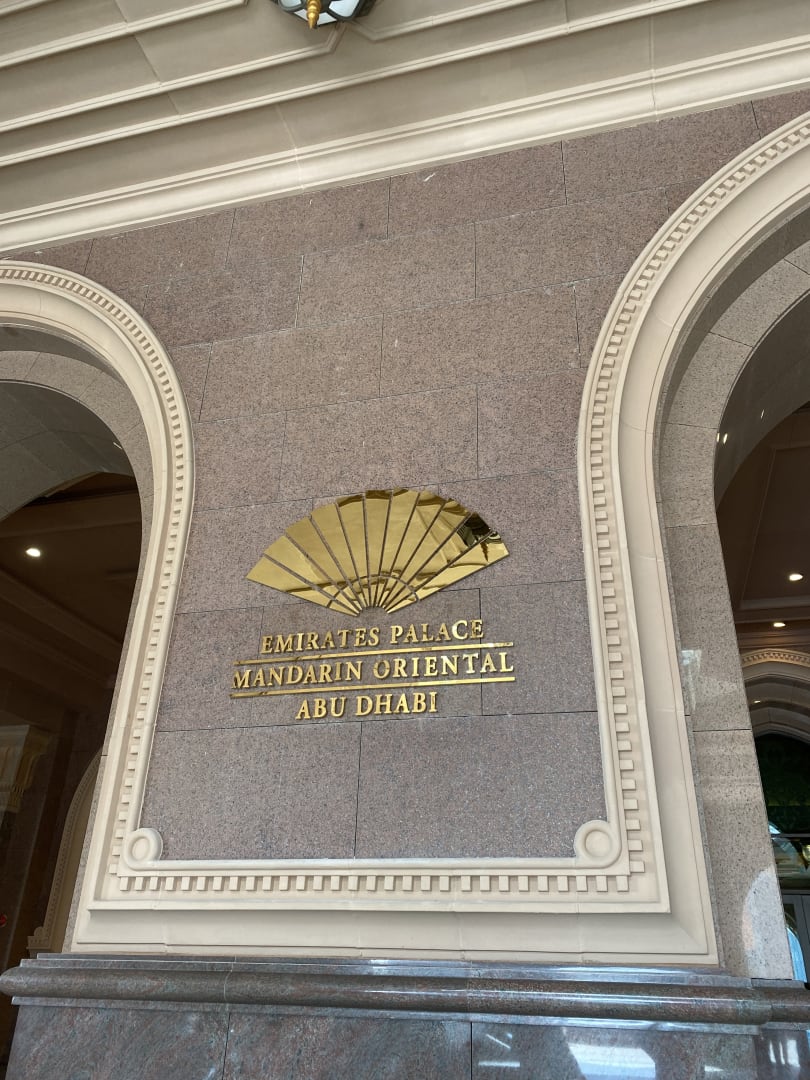 EMIRATES PALACE
MANDARIN ORIENTAL
ABU DHABI